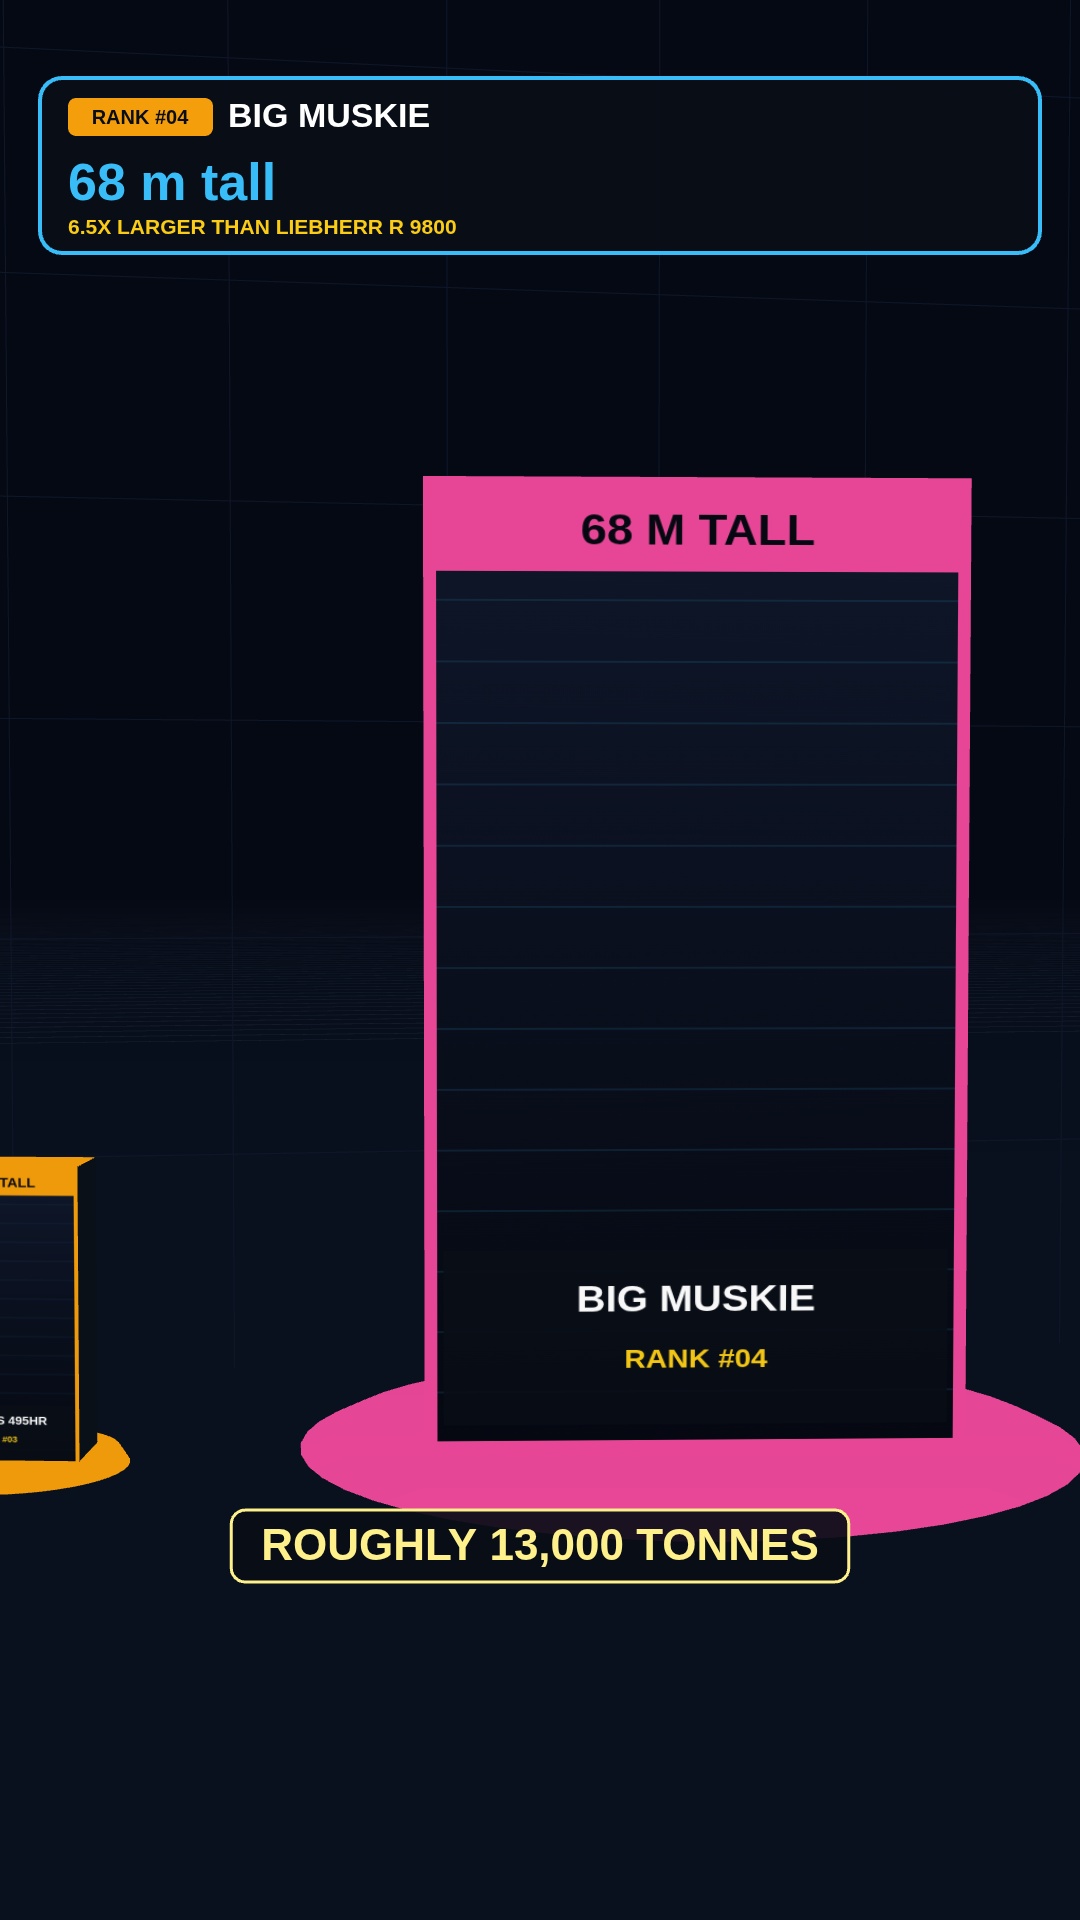 RANK #04 BIG MUSKIE
68 m tall
6.5X LARGER THAN LIEBHERR R 9800
68 M TALL
TALL
BIG MUSKIE
RANK #04
495HR
#03
ROUGHLY 13,000 TONNES